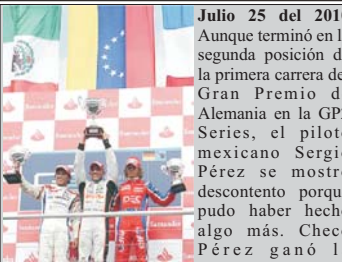 Julio 25 del 201
Aunque terminó en l
segunda posición d
la primera carrera de
Gran Premio d
Alemania en la GP
Series, el pilot
mexicano Sergi
Pérez se mostr
descontento porqu
pudo haber hech
algo más. Chec
Pérez ganó l